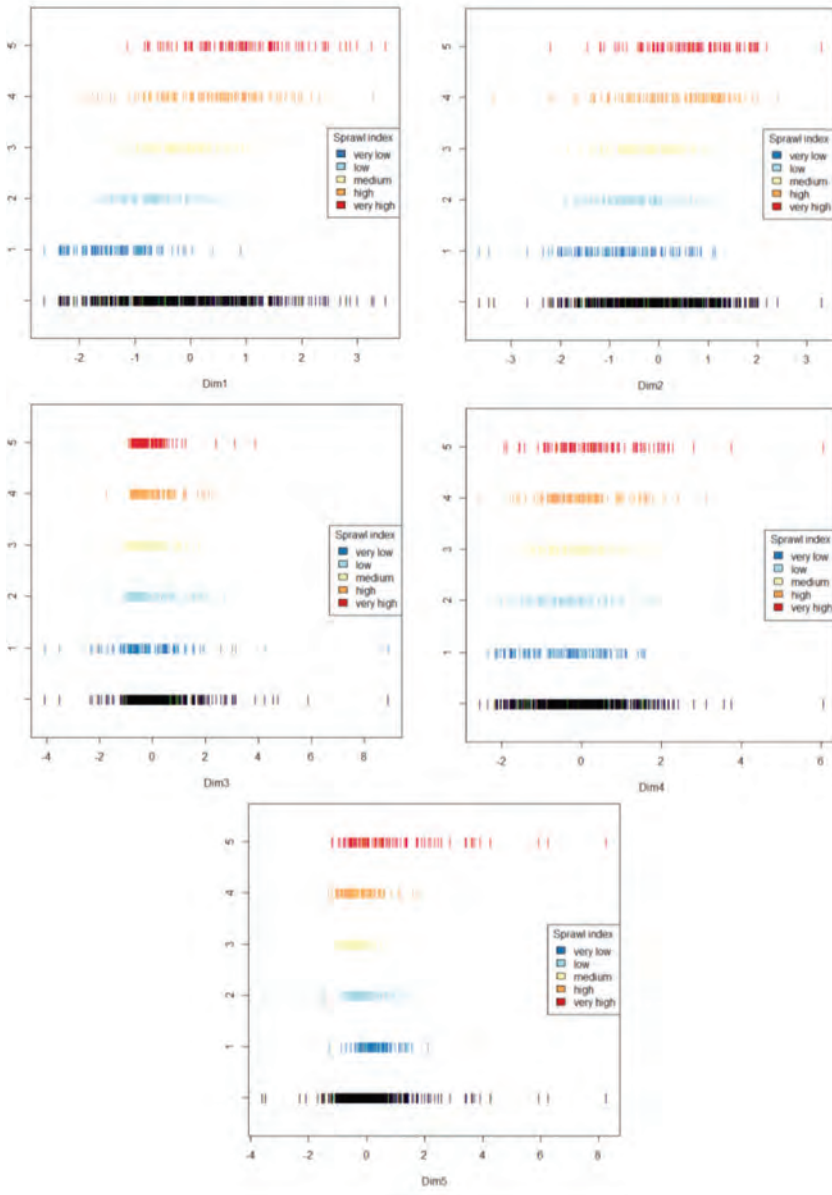 5
4
3
2
1
Sprawl index
very low
low
medium
high
very high
-2 -1 0 1 2 3
Dim1
5
4
3
2
1
Sprawl index
very low
low
medium
high
very high
-3 -2 -1 0 1 2 3
Dim2
5
4
3
2
1
Sprawl index
very low
low
medium
high
very high
-4 -2 0 2 4 6 8
Dim3
5
4
3
2
1
Sprawl index
very low
low
medium
high
very high
-2 0 2 4 6
Dim4
5
4
3
2
1
Sprawl index
very low
low
medium
high
very high
-4 -2 0 2 4 6 8
Dim5